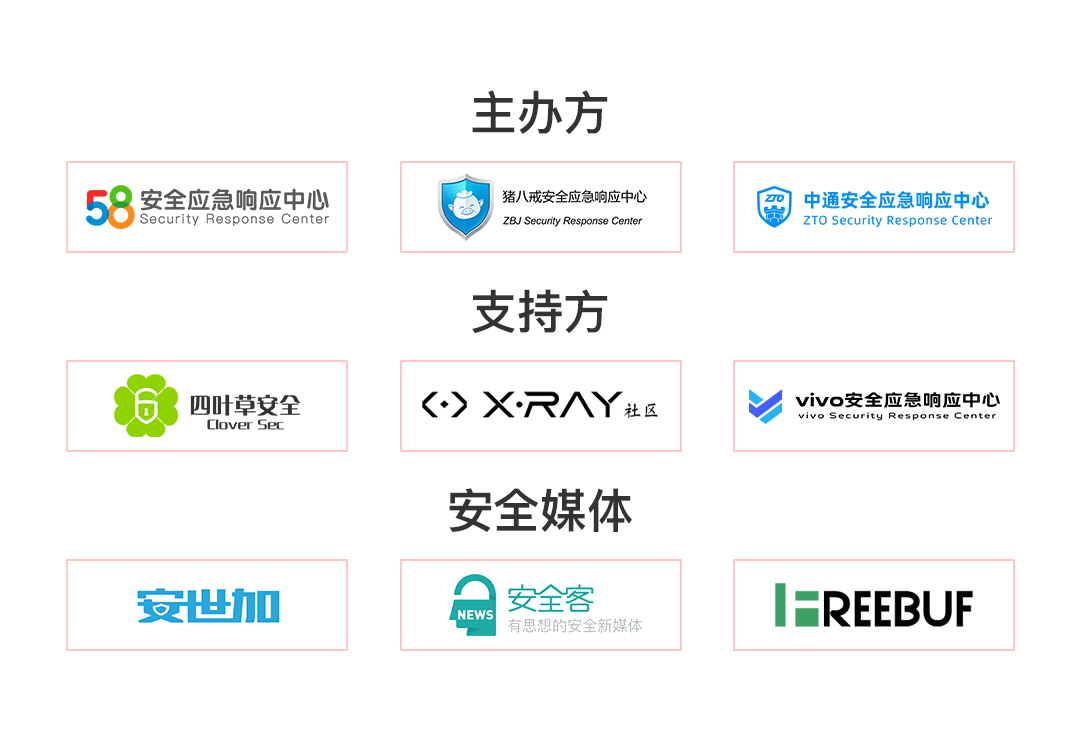 主办方
58 安全应急响应中心
Security Response Center
猪八戒安全应急响应中心
ZBJ Security Response Center
ZTO
中通安全应急响应中心
ZTO Security Response Center
支持方
四叶草安全
Clover Sec
X·RAY 社区
vivo安全应急响应中心
vivo Security Response Center
安全媒体
安世加
NEWS
安全客
有思想的安全新媒体
FREEBUF